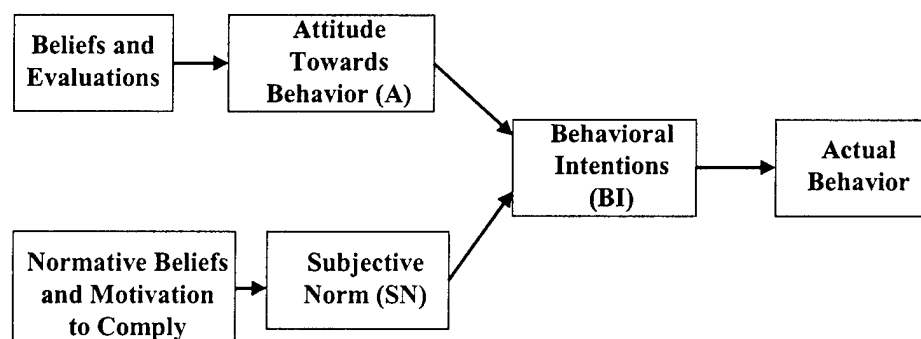 Beliefs and
Evaluations
Attitude
Towards
Behavior (A)
Behavioral
Intentions
(BI)
Actual
Behavior
Normative Beliefs
and Motivation
to Comply
Subjective
Norm (SN)